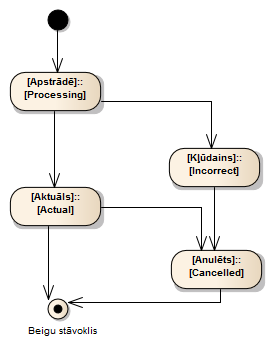 [Apstrādē]::
[Processing]
[Kļūdains]::
[Incorrect]
[Aktuāls]::
[Actual]
[Anulēts]::
[Cancelled]
Beigu stāvoklis